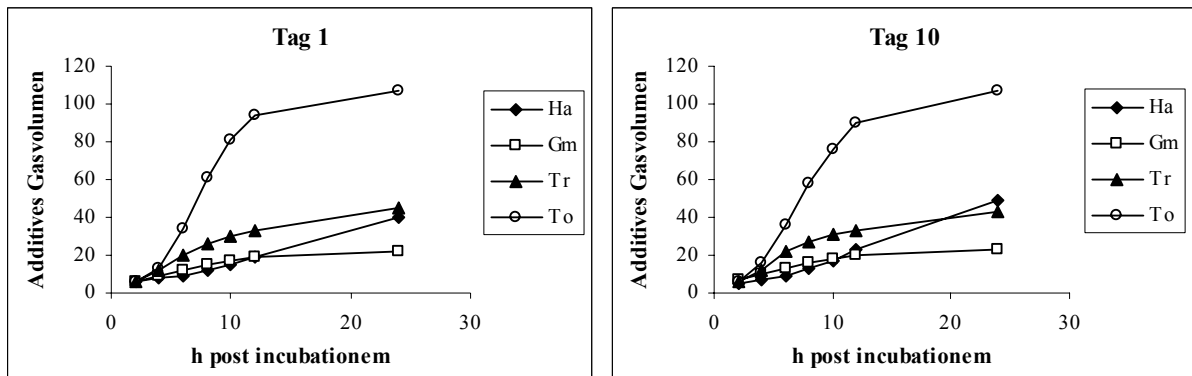 Tag 1
Additives Gasvolumen
120
100
80
60
40
20
0
0 10 20 30
h post incubationem
Ha
Gm
Tr
To
Tag 10
Additives Gasvolumen
120
100
80
60
40
20
0
0 10 20 30
h post incubationem
Ha
Gm
Tr
To